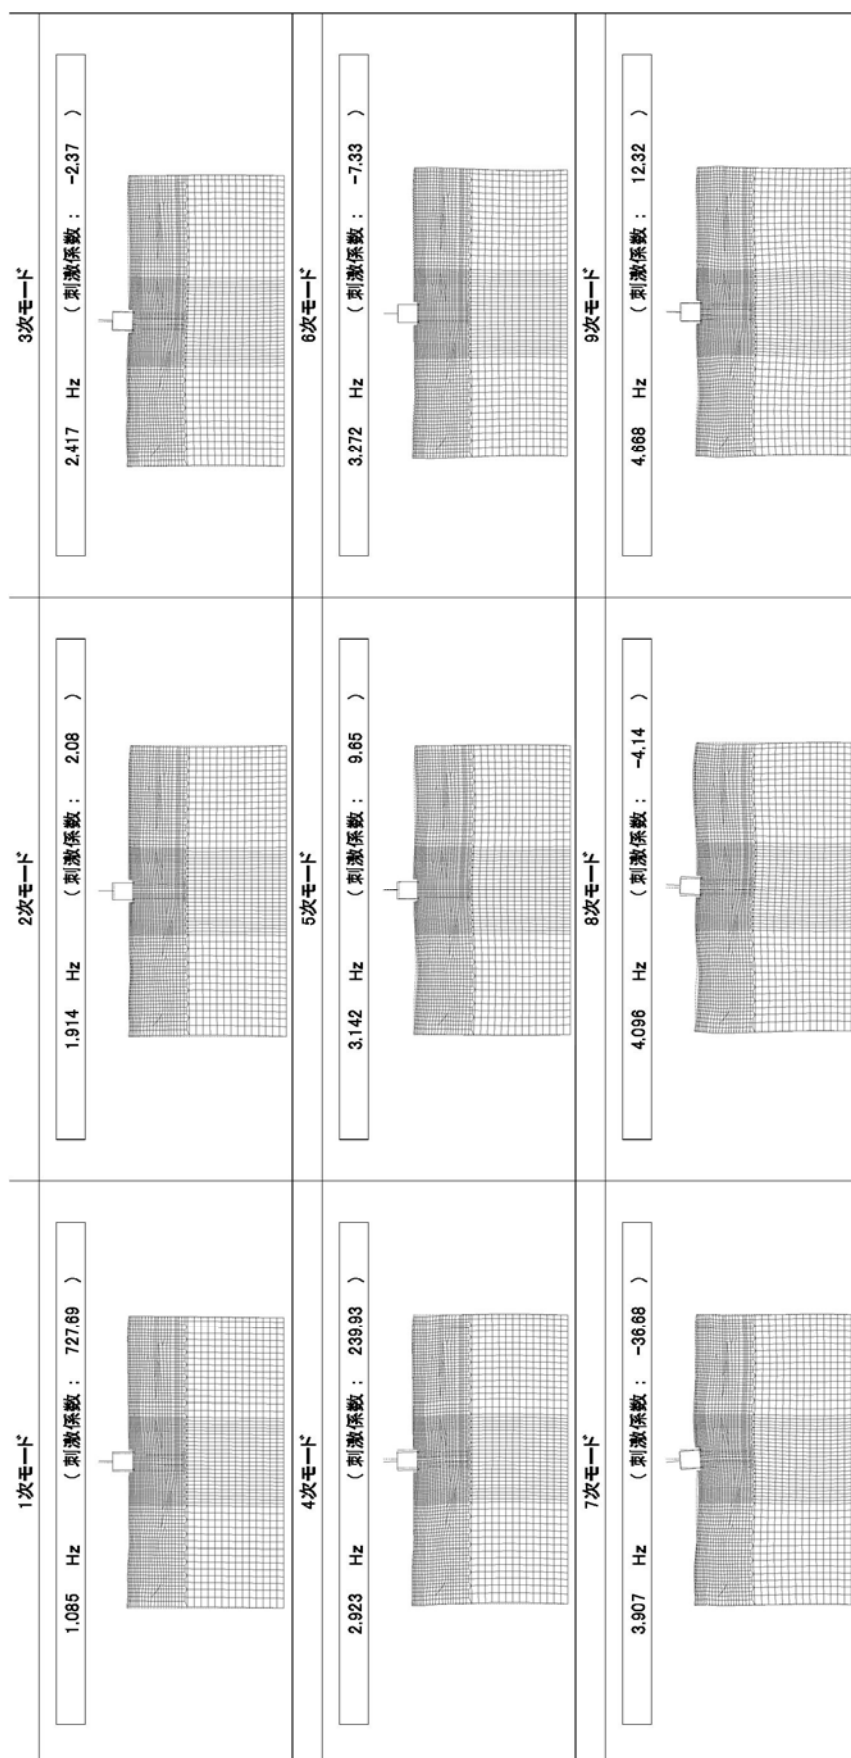 1次モード
1.085 Hz （刺激係数： 727.69 ）
2次モード
1.914 Hz （刺激係数： 2.08 ）
3次モード
2.417 Hz （刺激係数： -2.37 ）
4次モード
2.923 Hz （刺激係数： 239.93 ）
5次モード
3.142 Hz （刺激係数： 9.65 ）
6次モード
3.272 Hz （刺激係数： -7.33 ）
7次モード
3.907 Hz （刺激係数： -36.68 ）
8次モード
4.096 Hz （刺激係数： -4.14 ）
9次モード
4.668 Hz （刺激係数： 12.32 ）